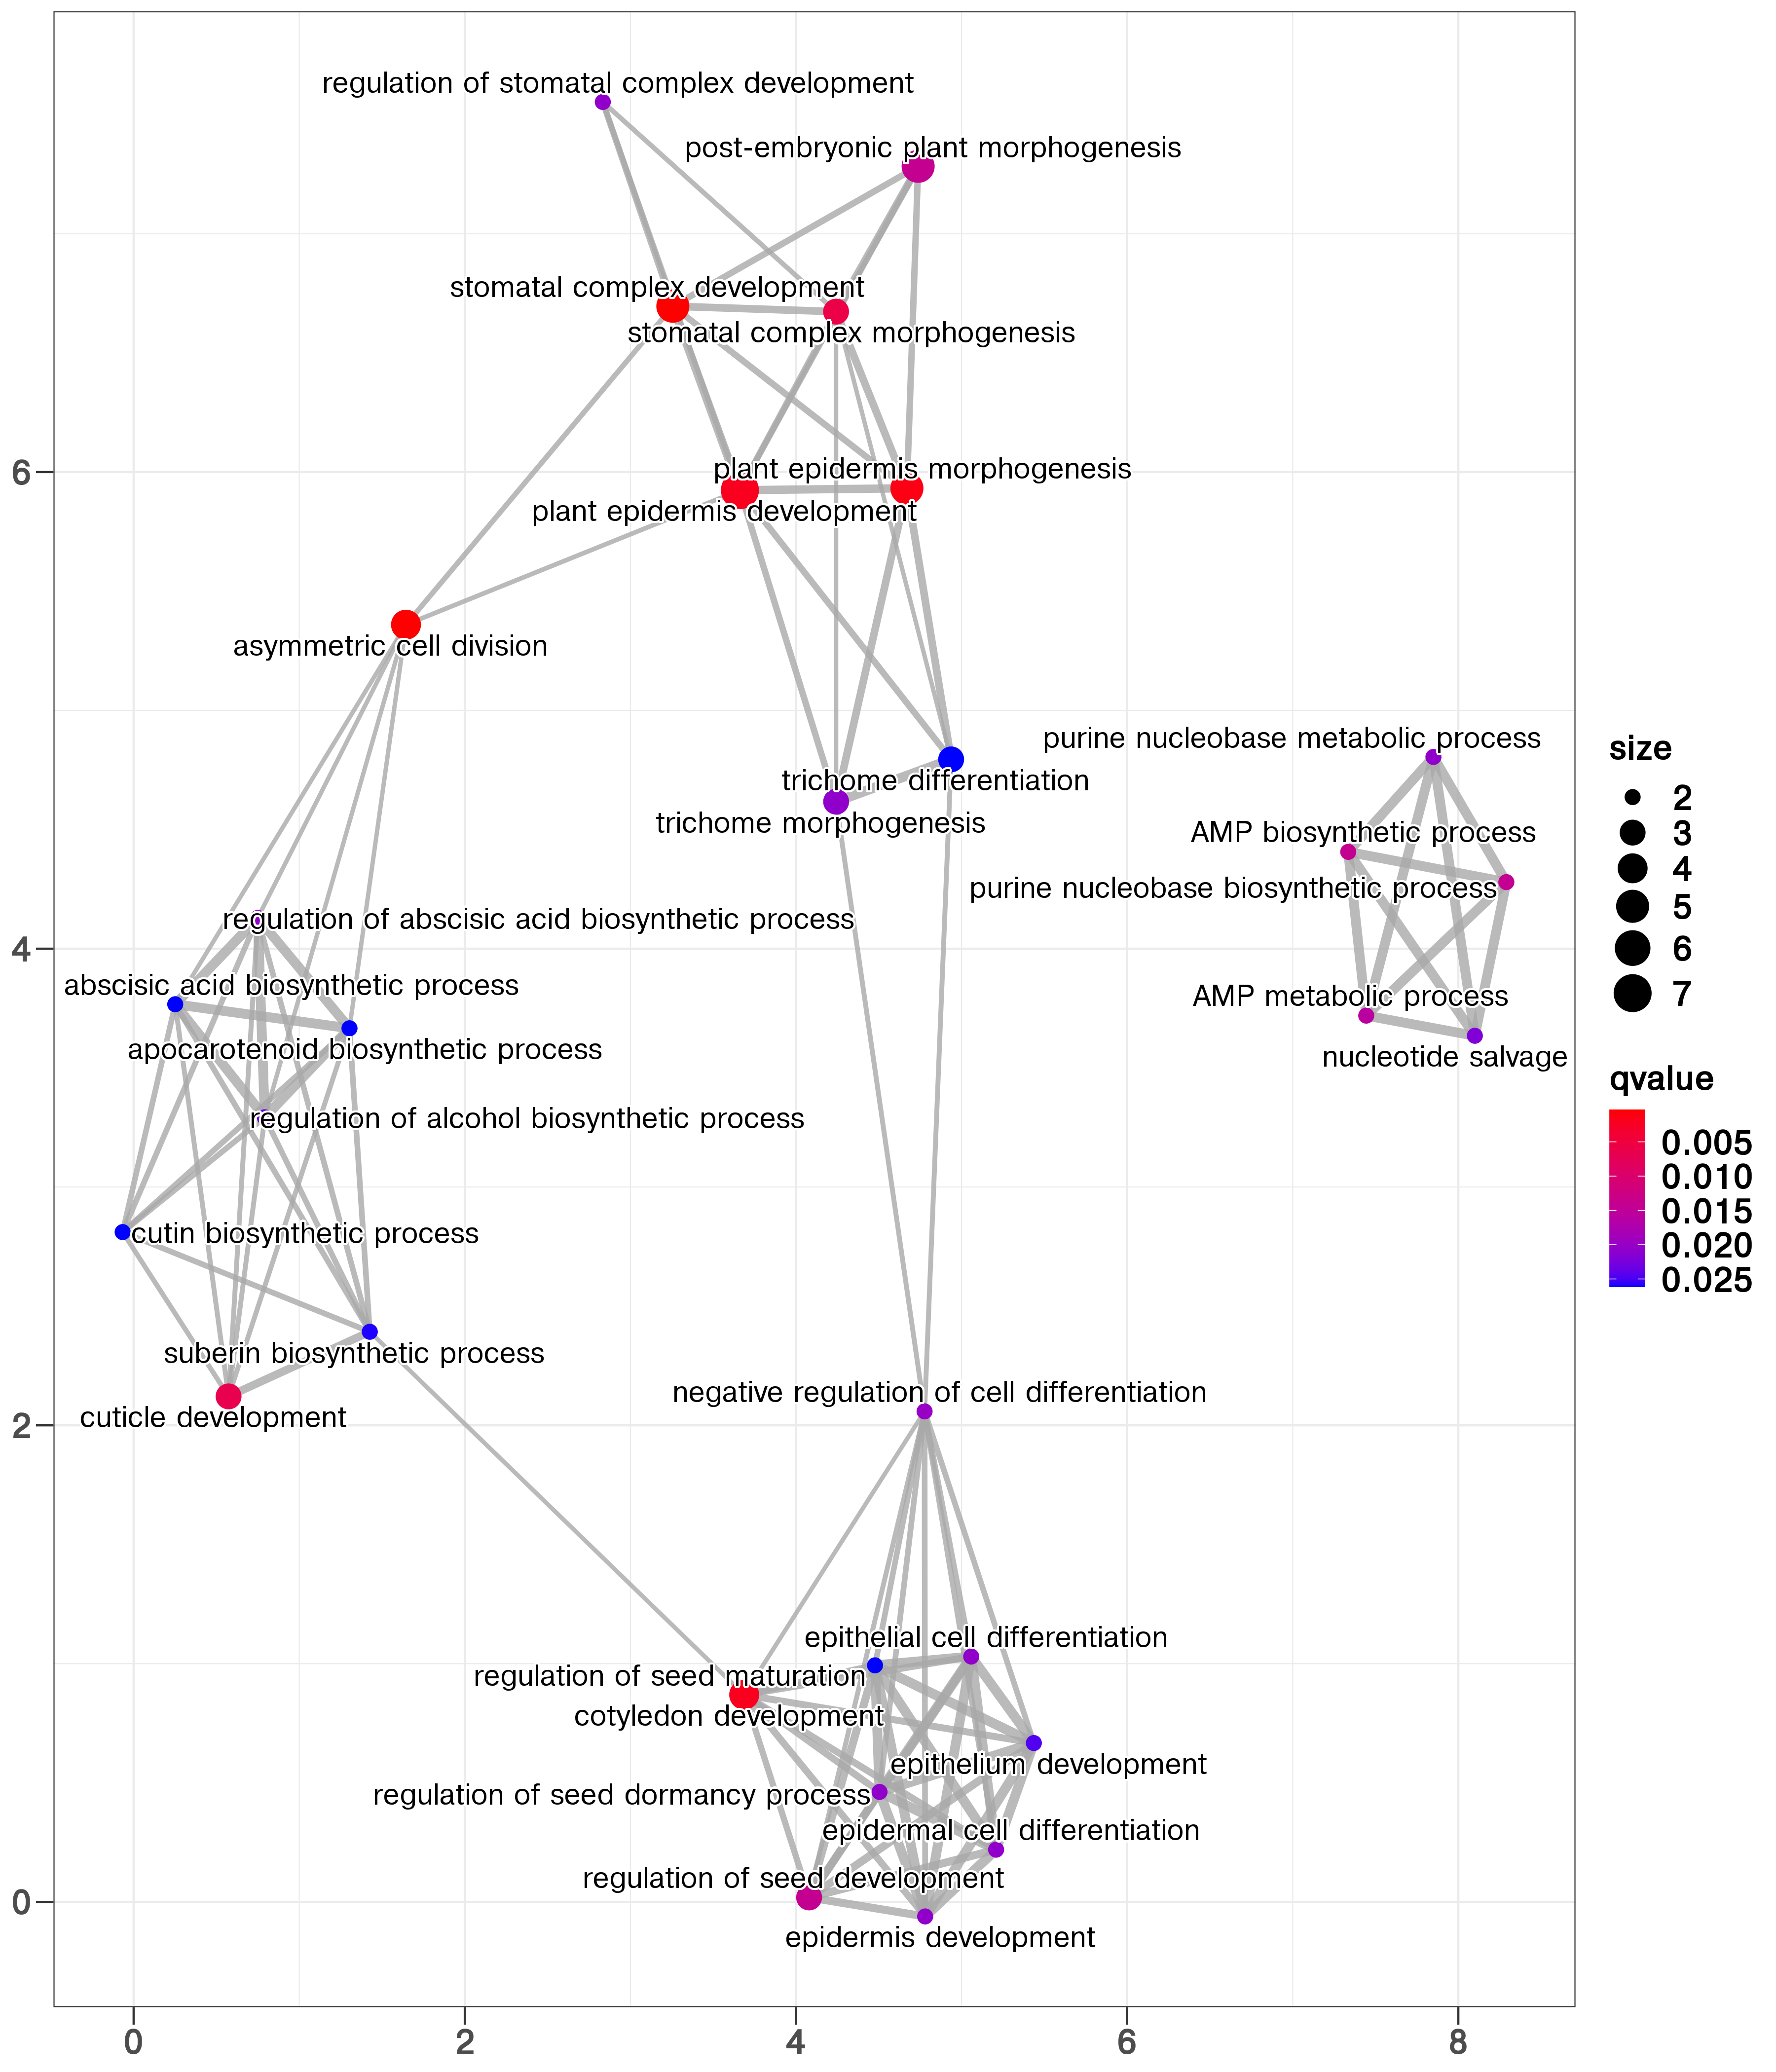 regulation of stomatal complex development
post-embryonic plant morphogenesis
stomatal complex development
stomatal complex morphogenesis
6
plant epidermis morphogenesis
plant epidermis development
asymmetric cell division
purine nucleobase metabolic process
trichome differentiation
trichome morphogenesis
AMP biosynthetic process
purine nucleobase biosynthetic process
regulation of abscisic acid biosynthetic process
4
abscisic acid biosynthetic process
AMP metabolic process
apocarotenoid biosynthetic process
nucleotide salvage
regulation of alcohol biosynthetic process
cutin biosynthetic process
suberin biosynthetic process
negative regulation of cell differentiation
cuticle development
2
epithelial cell differentiation
regulation of seed maturation
cotyledon development
epithelium development
regulation of seed dormancy process
epidermal cell differentiation
regulation of seed development
0
epidermis development
0 2 4 6 8
size
2
3
4
5
6
7
qvalue
0.005
0.010
0.015
0.020
0.025